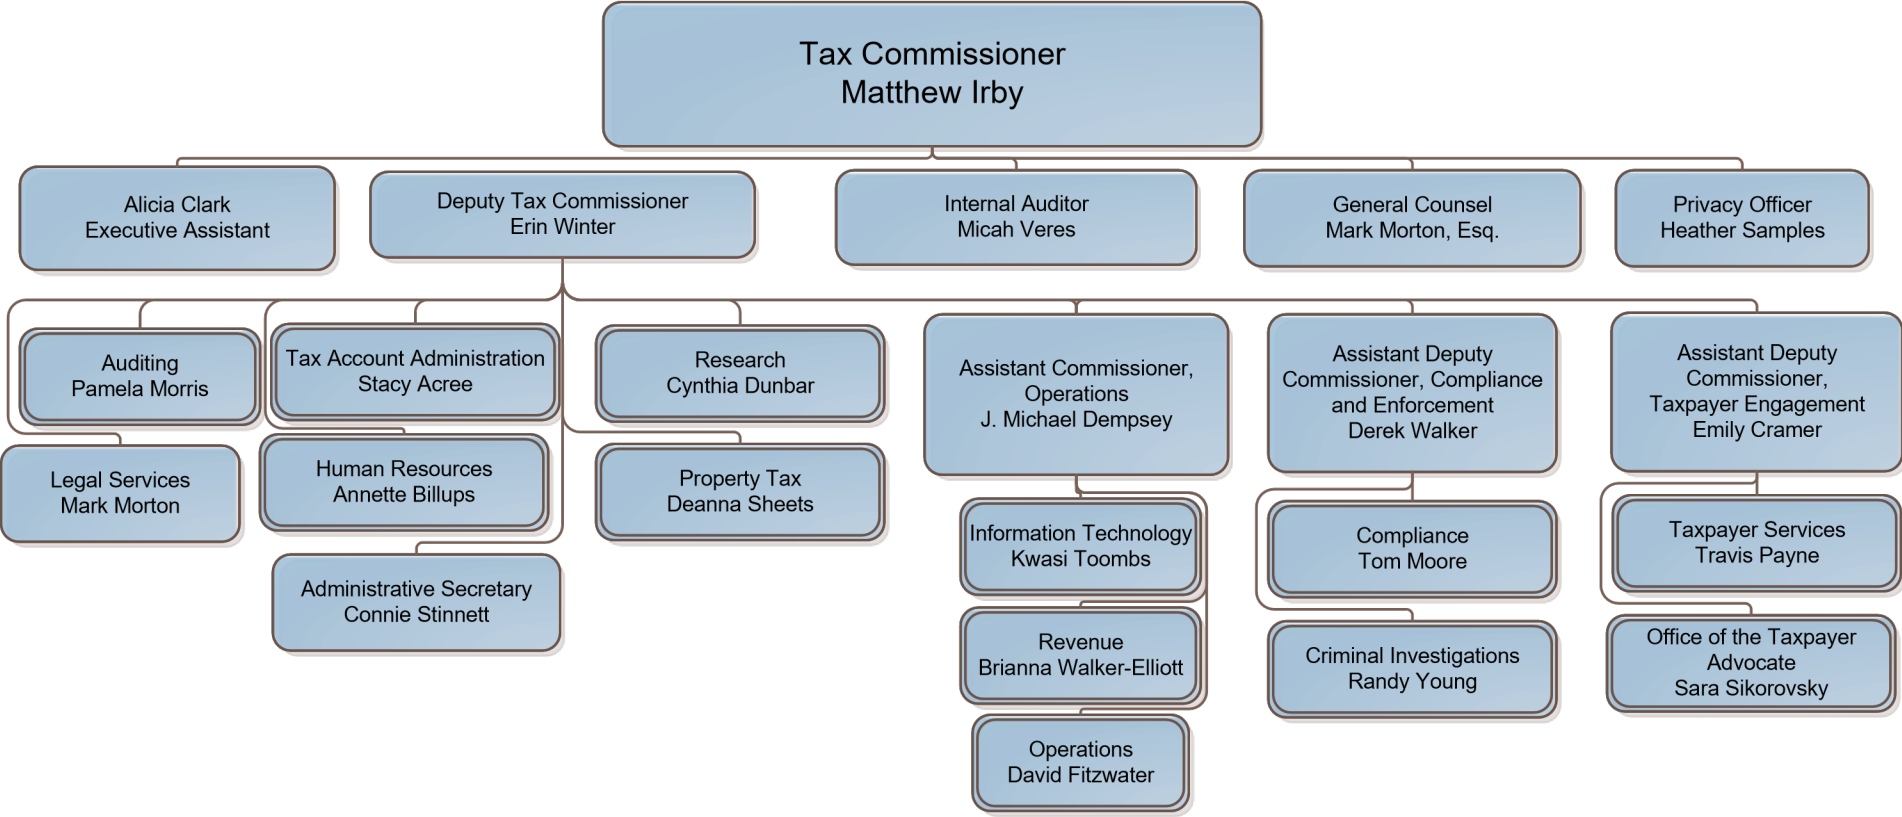 Tax Commissioner
Matthew Irby
Alicia Clark
Executive Assistant
Deputy Tax Commissioner
Erin Winter
Internal Auditor
Micah Veres
General Counsel
Mark Morton, Esq.
Privacy Officer
Heather Samples
Auditing
Pamela Morris
Tax Account Administration
Stacy Acree
Research
Cynthia Dunbar
Assistant Commissioner,
Operations
J. Michael Dempsey
Assistant Deputy
Commissioner, Compliance
and Enforcement
Derek Walker
Assistant Deputy
Commissioner,
Taxpayer Engagement
Emily Cramer
Legal Services
Mark Morton
Human Resources
Annette Billups
Property Tax
Deanna Sheets
Administrative Secretary
Connie Stinnett
Information Technology
Kwasi Toombs
Compliance
Tom Moore
Taxpayer Services
Travis Payne
Revenue
Brianna Walker-Elliott
Criminal Investigations
Randy Young
Office of the Taxpayer
Advocate
Sara Sikorovsky
Operations
David Fitzwater